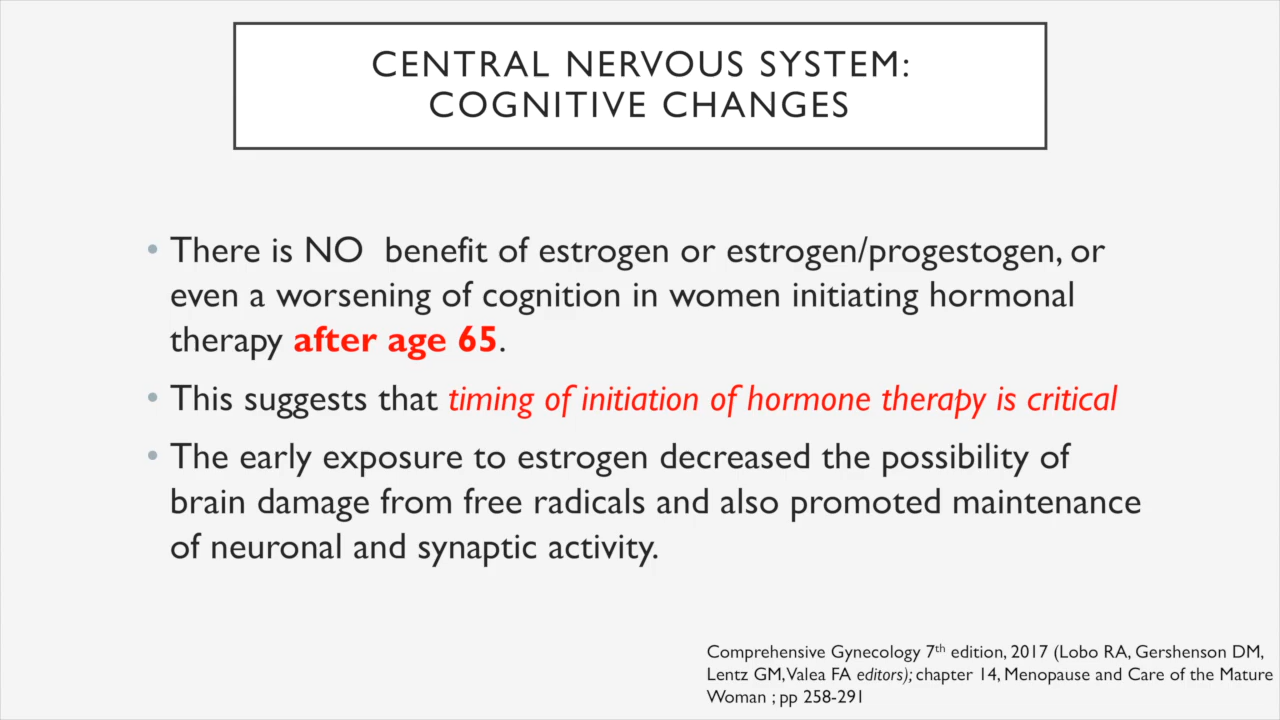 CENTRAL NERVOUS SYSTEM:
COGNITIVE CHANGES
• There is NO benefit of estrogen or estrogen/progestogen, or
even a worsening of cognition in women initiating hormonal
therapy after age 65.
• This suggests that timing of initiation of hormone therapy is critical
• The early exposure to estrogen decreased the possibility of
brain damage from free radicals and also promoted maintenance
of neuronal and synaptic activity.
Comprehensive Gynecology 7th edition, 2017 (Lobo RA, Gershenson DM,
Lentz GM, Valea FA editors); chapter 14, Menopause and Care of the Mature
Woman ; pp 258-291